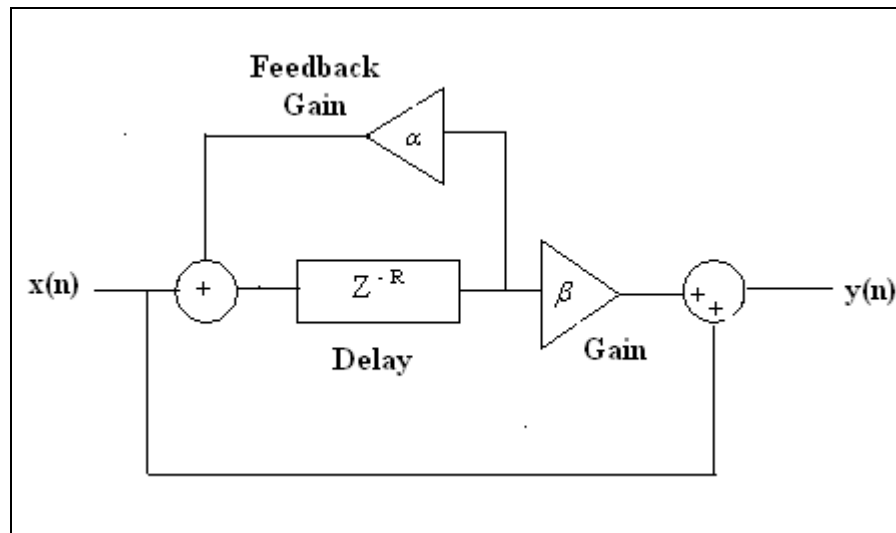 Feedback
Gain
α
x(n)
+
Z^-R
β
+
+
y(n)
Delay
Gain